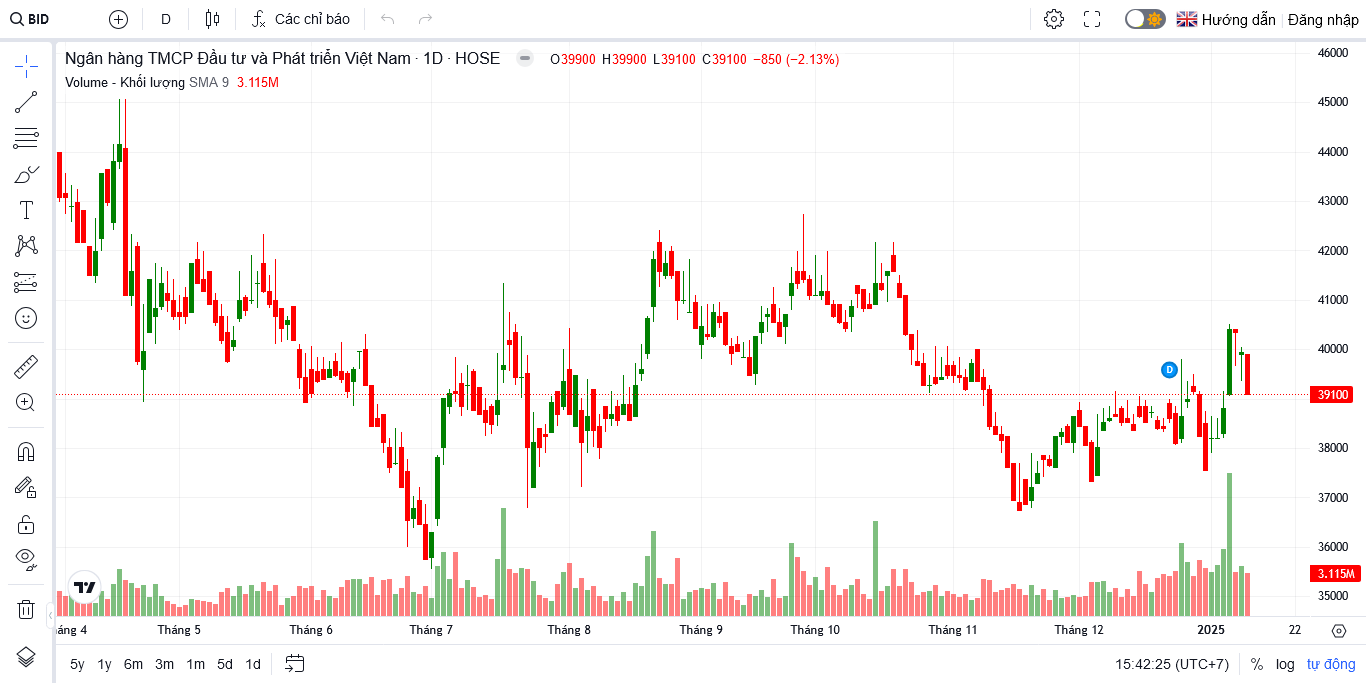 BID D Các chỉ báo Hướng dẫn Đăng nhập
Ngân hàng TMCP Đầu tư và Phát triển Việt Nam · 1D · HOSE O39900 H39900 L39100 C39100 −850 (−2.13%)
Volume - Khối lượng SMA 9 3.115M
46000
45000
44000
43000
42000
41000
40000
39100
38000
37000
36000
3.115M
35000
D
áng 4 Tháng 5 Tháng 6 Tháng 7 Tháng 8 Tháng 9 Tháng 10 Tháng 11 Tháng 12 2025 22
5y 1y 6m 3m 1m 5d 1d 15:42:25 (UTC+7) % log tự động